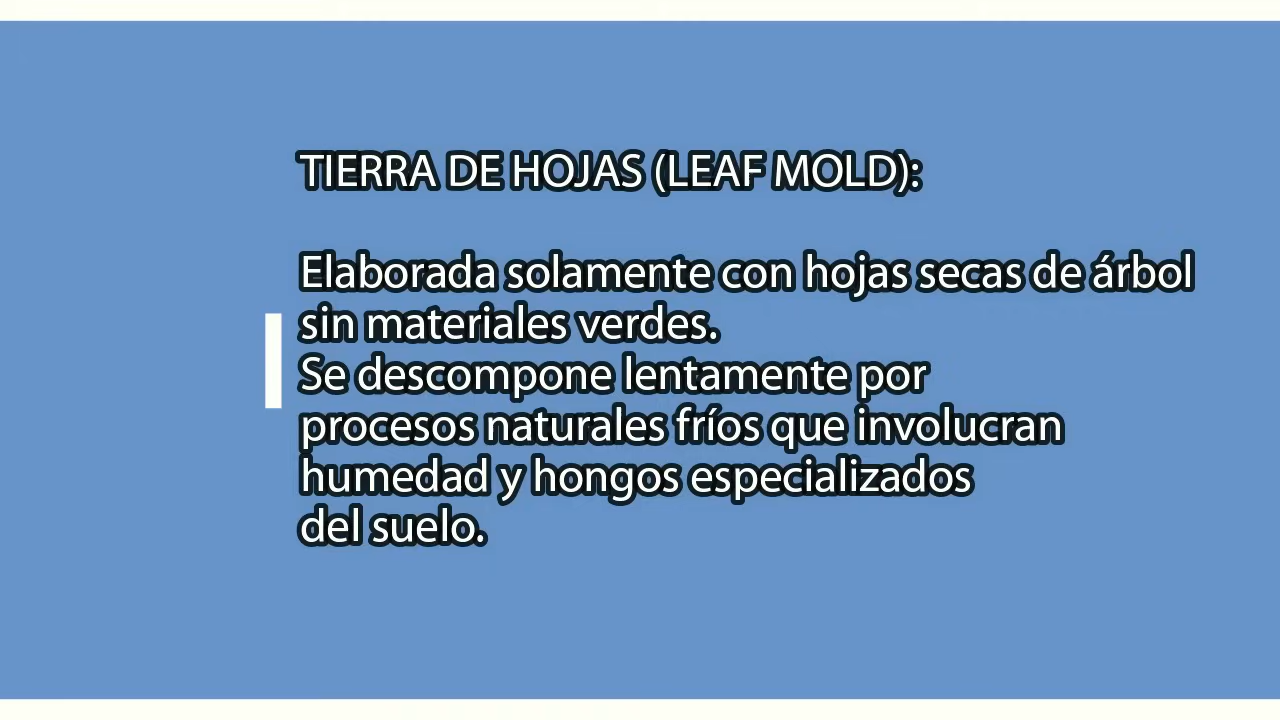 TIERRA DE HOJAS (LEAF MOLD):
Elaborada solamente con hojas secas de árbol
sin materiales verdes.
Se descompone lentamente por
procesos naturales fríos que involucran
humedad y hongos especializados
del suelo.